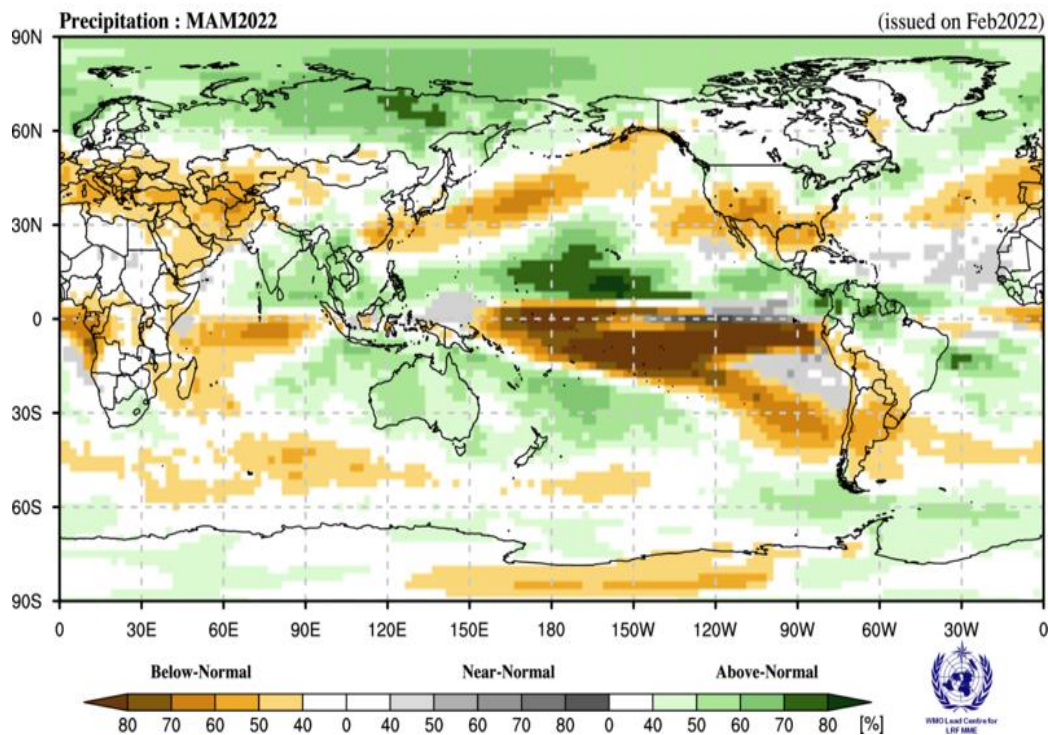 Precipitation : MAM2022 (issued on Feb2022)
90N
60N
30N
0
30S
60S
90S
0 30E 60E 90E 120E 150E 180 150W 120W 90W 60W 30W 0
Below-Normal Near-Normal Above-Normal
80 70 60 50 40 0 40 50 60 70 80 0 40 50 60 70 80 [%]
WMO Lead Centre for
LRF MME